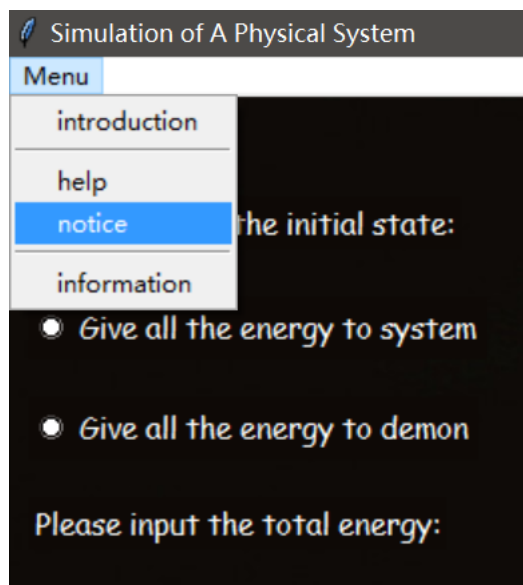 Simulation of A Physical System
Menu
introduction
help
notice
the initial state:
information
Give all the energy to system
Give all the energy to demon
Please input the total energy: